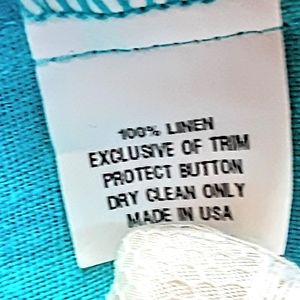 100% LINEN
EXCLUSIVE OF TRIM
PROTECT BUTTON
DRY CLEAN ONLY
MADE IN USA